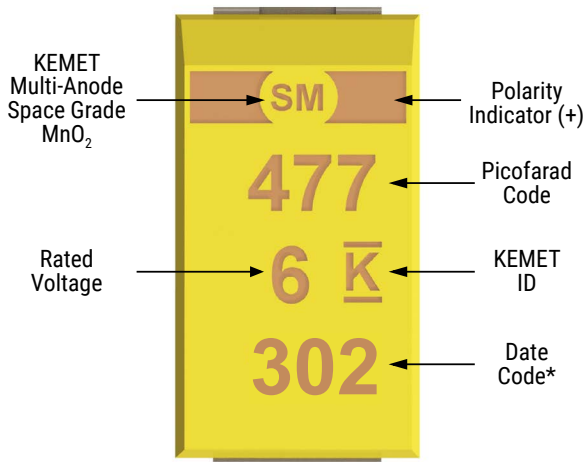 KEMET
Multi-Anode
Space Grade
MnO₂
SM
Polarity
Indicator (+)
477
Picofarad
Code
Rated
Voltage
6 K
KEMET
ID
302
Date
Code*